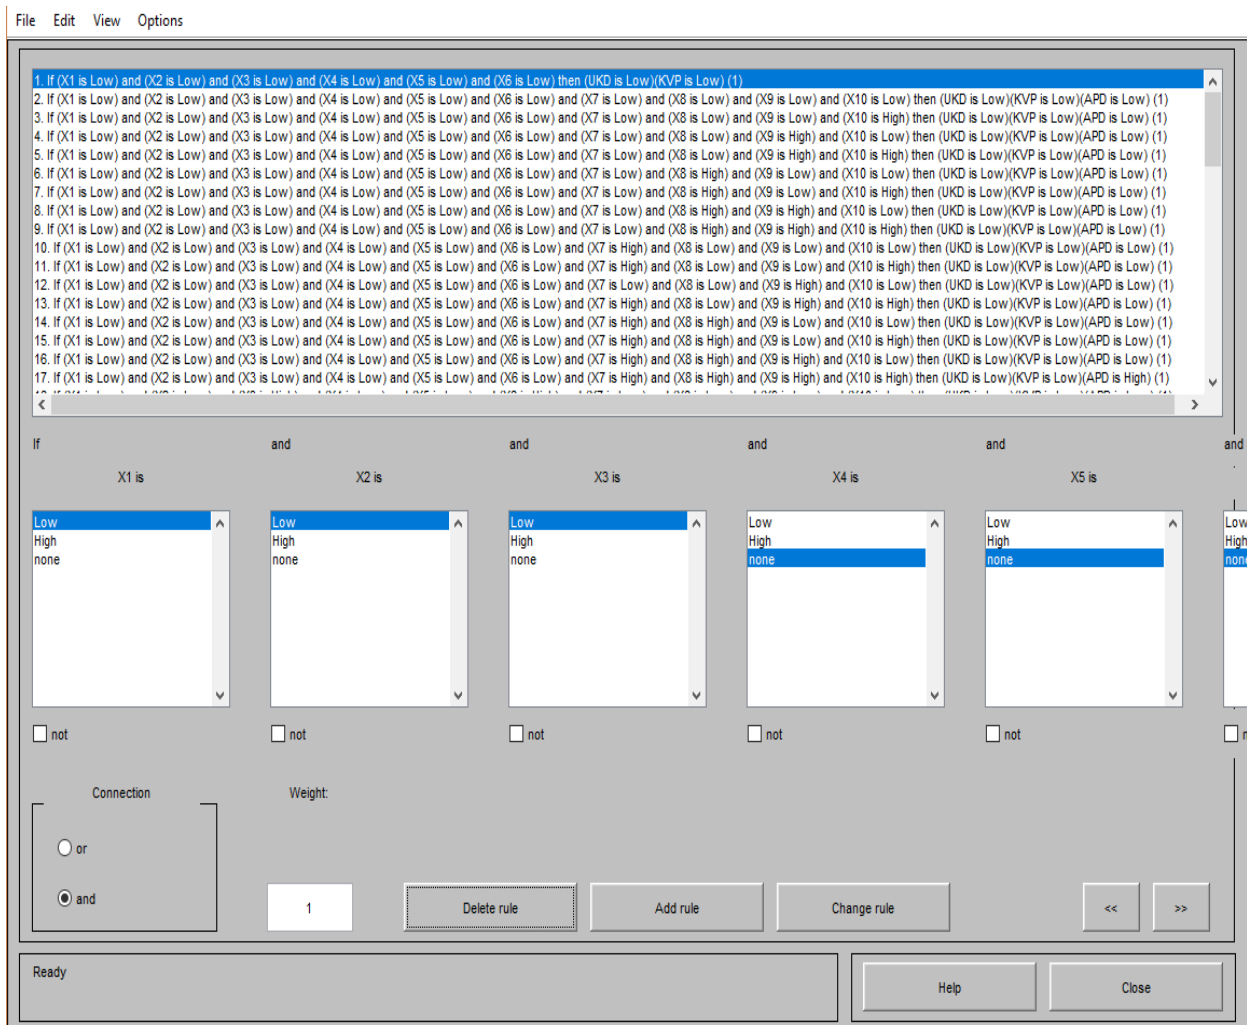 File Edit View Options
1. If (X1 is Low) and (X2 is Low) and (X3 is Low) and (X4 is Low) and (X5 is Low) and (X6 is Low) then (UKD is Low)(KVP is Low) (1)
2. If (X1 is Low) and (X2 is Low) and (X3 is Low) and (X4 is Low) and (X5 is Low) and (X6 is Low) and (X7 is Low) and (X8 is Low) and (X9 is Low) and (X10 is Low) then (UKD is Low)(KVP is Low)(APD is Low) (1)
3. If (X1 is Low) and (X2 is Low) and (X3 is Low) and (X4 is Low) and (X5 is Low) and (X6 is Low) and (X7 is Low) and (X8 is Low) and (X9 is Low) and (X10 is High) then (UKD is Low)(KVP is Low)(APD is Low) (1)
4. If (X1 is Low) and (X2 is Low) and (X3 is Low) and (X4 is Low) and (X5 is Low) and (X6 is Low) and (X7 is Low) and (X8 is Low) and (X9 is High) and (X10 is Low) then (UKD is Low)(KVP is Low)(APD is Low) (1)
5. If (X1 is Low) and (X2 is Low) and (X3 is Low) and (X4 is Low) and (X5 is Low) and (X6 is Low) and (X7 is Low) and (X8 is Low) and (X9 is High) and (X10 is High) then (UKD is Low)(KVP is Low)(APD is Low) (1)
6. If (X1 is Low) and (X2 is Low) and (X3 is Low) and (X4 is Low) and (X5 is Low) and (X6 is Low) and (X7 is Low) and (X8 is High) and (X9 is Low) and (X10 is Low) then (UKD is Low)(KVP is Low)(APD is Low) (1)
7. If (X1 is Low) and (X2 is Low) and (X3 is Low) and (X4 is Low) and (X5 is Low) and (X6 is Low) and (X7 is Low) and (X8 is High) and (X9 is Low) and (X10 is High) then (UKD is Low)(KVP is Low)(APD is Low) (1)
8. If (X1 is Low) and (X2 is Low) and (X3 is Low) and (X4 is Low) and (X5 is Low) and (X6 is Low) and (X7 is Low) and (X8 is High) and (X9 is High) and (X10 is Low) then (UKD is Low)(KVP is Low)(APD is Low) (1)
9. If (X1 is Low) and (X2 is Low) and (X3 is Low) and (X4 is Low) and (X5 is Low) and (X6 is Low) and (X7 is Low) and (X8 is High) and (X9 is High) and (X10 is High) then (UKD is Low)(KVP is Low)(APD is Low) (1)
10. If (X1 is Low) and (X2 is Low) and (X3 is Low) and (X4 is Low) and (X5 is Low) and (X6 is Low) and (X7 is High) and (X8 is Low) and (X9 is Low) and (X10 is Low) then (UKD is Low)(KVP is Low)(APD is Low) (1)
11. If (X1 is Low) and (X2 is Low) and (X3 is Low) and (X4 is Low) and (X5 is Low) and (X6 is Low) and (X7 is High) and (X8 is Low) and (X9 is Low) and (X10 is High) then (UKD is Low)(KVP is Low)(APD is Low) (1)
12. If (X1 is Low) and (X2 is Low) and (X3 is Low) and (X4 is Low) and (X5 is Low) and (X6 is Low) and (X7 is Low) and (X8 is Low) and (X9 is High) and (X10 is Low) then (UKD is Low)(KVP is Low)(APD is Low) (1)
13. If (X1 is Low) and (X2 is Low) and (X3 is Low) and (X4 is Low) and (X5 is Low) and (X6 is Low) and (X7 is High) and (X8 is Low) and (X9 is High) and (X10 is High) then (UKD is Low)(KVP is Low)(APD is Low) (1)
14. If (X1 is Low) and (X2 is Low) and (X3 is Low) and (X4 is Low) and (X5 is Low) and (X6 is Low) and (X7 is High) and (X8 is High) and (X9 is Low) and (X10 is Low) then (UKD is Low)(KVP is Low)(APD is Low) (1)
15. If (X1 is Low) and (X2 is Low) and (X3 is Low) and (X4 is Low) and (X5 is Low) and (X6 is Low) and (X7 is High) and (X8 is High) and (X9 is Low) and (X10 is High) then (UKD is Low)(KVP is Low)(APD is Low) (1)
16. If (X1 is Low) and (X2 is Low) and (X3 is Low) and (X4 is Low) and (X5 is Low) and (X6 is Low) and (X7 is High) and (X8 is High) and (X9 is High) and (X10 is Low) then (UKD is Low)(KVP is Low)(APD is Low) (1)
17. If (X1 is Low) and (X2 is Low) and (X3 is Low) and (X4 is Low) and (X5 is Low) and (X6 is Low) and (X7 is High) and (X8 is High) and (X9 is High) and (X10 is High) then (UKD is Low)(KVP is Low)(APD is High) (1)
If and and and and and
X1 is X2 is X3 is X4 is X5 is
Low Low Low Low Low Low
High High High High High High
none none none none none none
not not not not not
Connection Weight:
or
and
1 Delete rule Add rule Change rule << >>
Ready
Help Close